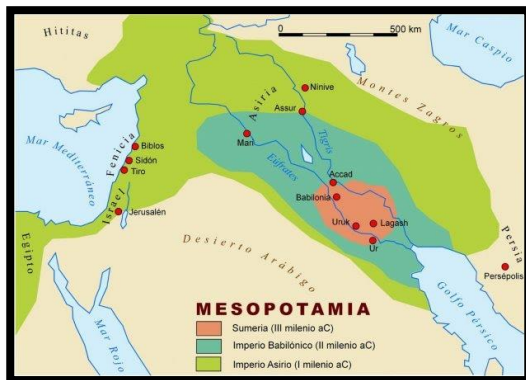 Hititas
0
500 km
Mar Caspio
Montes Zagros
Nínive
Asiria
Assur
Tigris
Mari
Eufrates
Mar Mediterráneo
Fenicia
Biblos
Sidón
Tiro
Israel
Jerusalén
Accad
Babilonia
Uruk
Lagash
Ur
Egipto
Desierto Arábigo
Persia
Persépolis
Golfo Pérsico
Mar Rojo
MESOPOTAMIA
Sumeria (III milenio aC)
Imperio Babilónico (II milenio aC)
Imperio Asirio (I milenio aC)